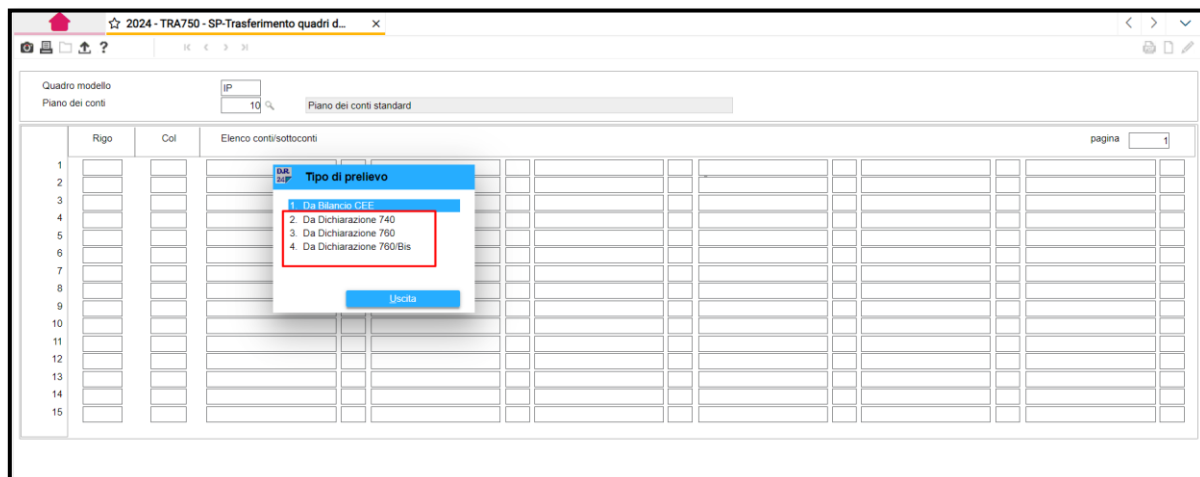 2024 - TRA750 - SP-Trasferimento quadri d...
?
Quadro modello IP
Piano dei conti 10 Piano dei conti standard
Rigo Col Elenco conti/sottoconti pagina 1
1
2
3
4
5
6
7
8
9
10
11
12
13
14
15
D.R. 24
Tipo di prelievo
1. Da Bilancio CEE
2. Da Dichiarazione 740
3. Da Dichiarazione 760
4. Da Dichiarazione 760/Bis
Uscita